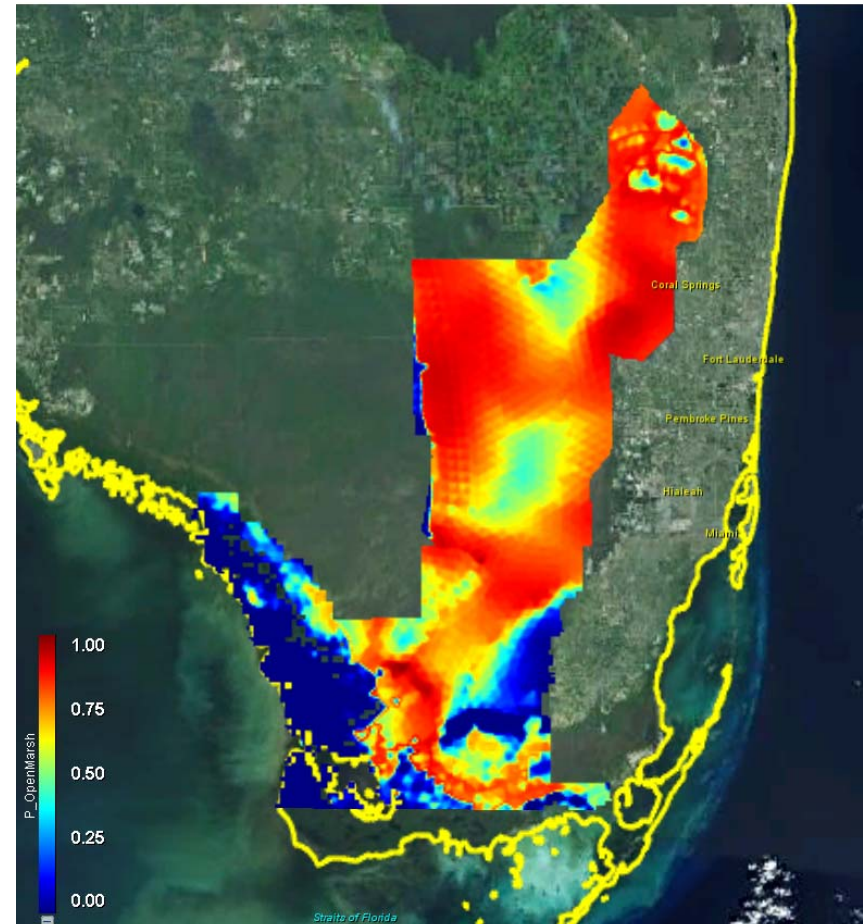 Coral Springs
Fort Lauderdale
Pembroke Pines
Hialeah
Miami
1.00
0.75
0.50
0.25
0.00
P_OpenMarsh
Straits of Florida